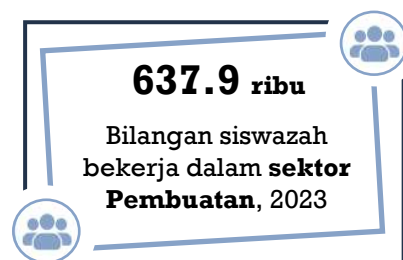 637.9 ribu
Bilangan siswazah
bekerja dalam sektor
Pembuatan, 2023